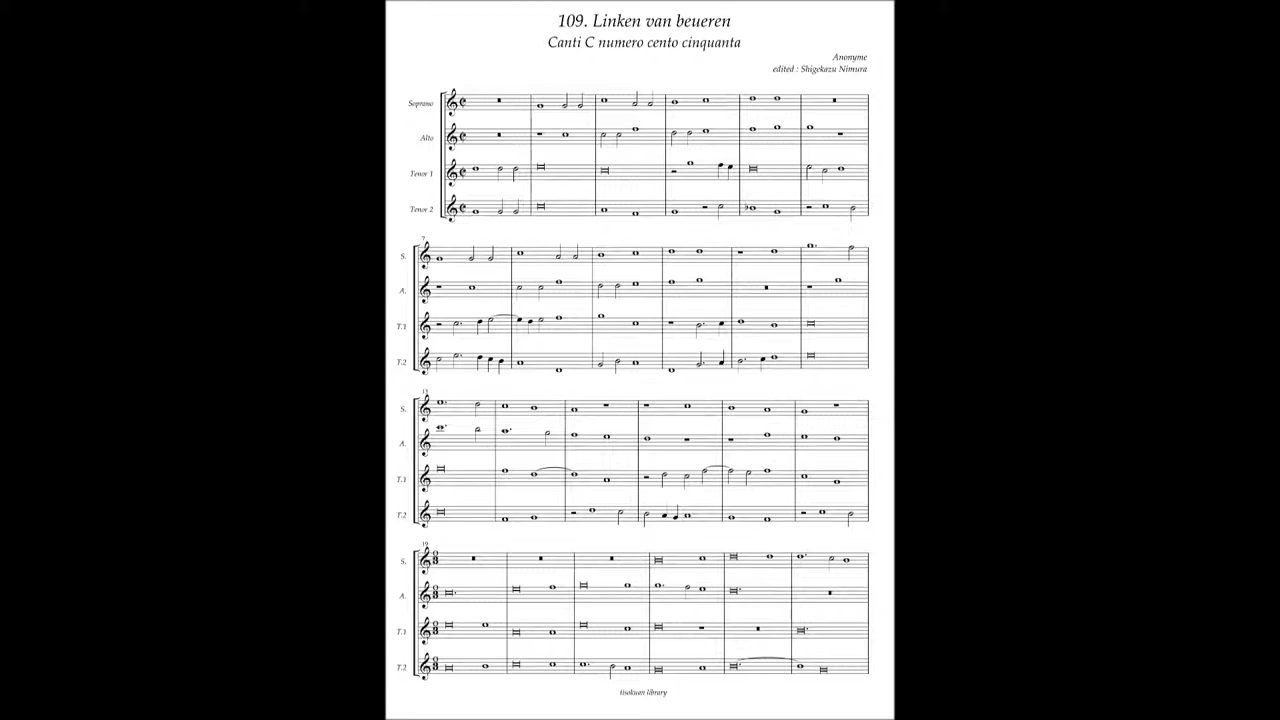 109. Linken van beueren
Canti C numero cento cinquanta
Anonyme
edited : Shigekazu Nimura
Soprano
Alto
Tenor 1
Tenor 2
7
S.
A.
T.1
T.2
13
S.
A.
T.1
T.2
19
S.
A.
T.1
T.2
tisokuan library